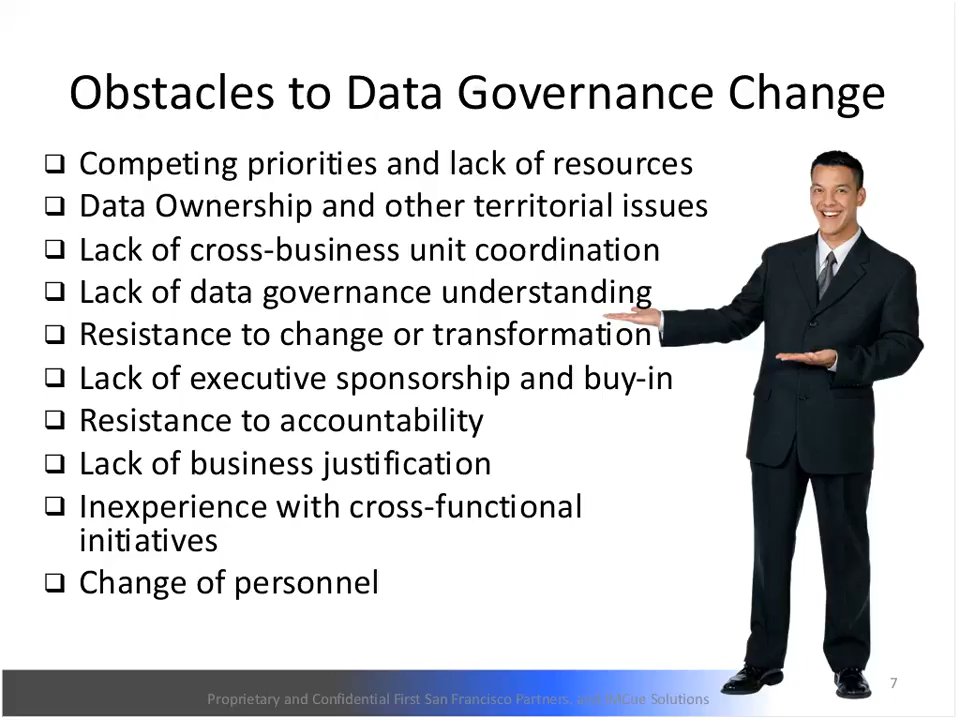 Obstacles to Data Governance Change
❑ Competing priorities and lack of resources
❑ Data Ownership and other territorial issues
❑ Lack of cross-business unit coordination
❑ Lack of data governance understanding
❑ Resistance to change or transformation
❑ Lack of executive sponsorship and buy-in
❑ Resistance to accountability
❑ Lack of business justification
❑ Inexperience with cross-functional
initiatives
❑ Change of personnel
7
Proprietary and Confidential First San Francisco Partners, and IMCue Solutions